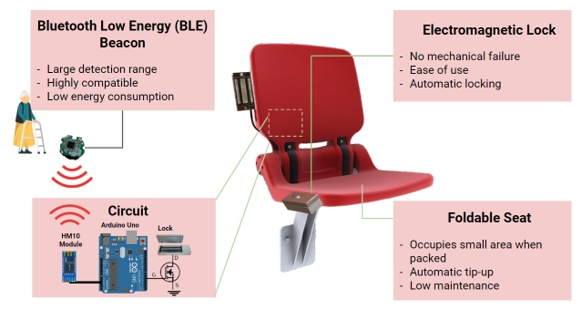 Bluetooth Low Energy (BLE)
Beacon
- Large detection range
- Highly compatible
- Low energy consumption
Electromagnetic Lock
- No mechanical failure
- Ease of use
- Automatic locking
Circuit
HM10
Module
Arduino Uno
Lock
D
G
S
Foldable Seat
- Occupies small area when
packed
- Automatic tip-up
- Low maintenance